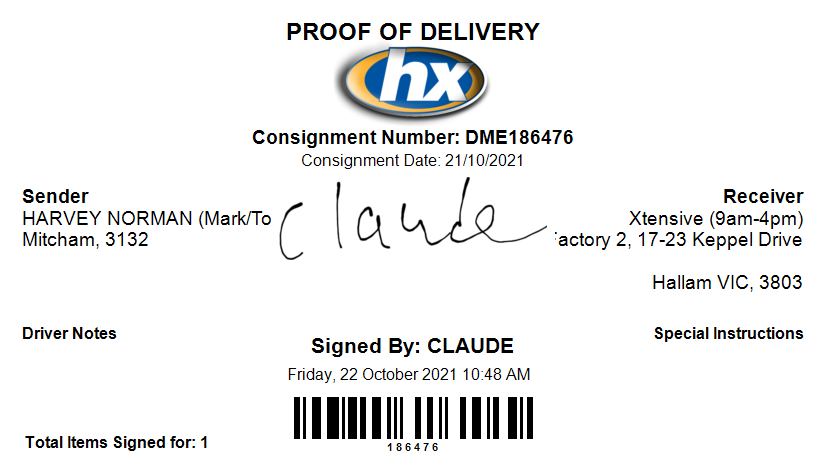 PROOF OF DELIVERY
hx
Consignment Number: DME186476
Consignment Date: 21/10/2021
Sender
HARVEY NORMAN (Mark/To
Mitcham, 3132
Claude
Receiver
Xtensive (9am-4pm)
actory 2, 17-23 Keppel Drive
Hallam VIC, 3803
Driver Notes
Special Instructions
Signed By: CLAUDE
Friday, 22 October 2021 10:48 AM
186476
Total Items Signed for: 1